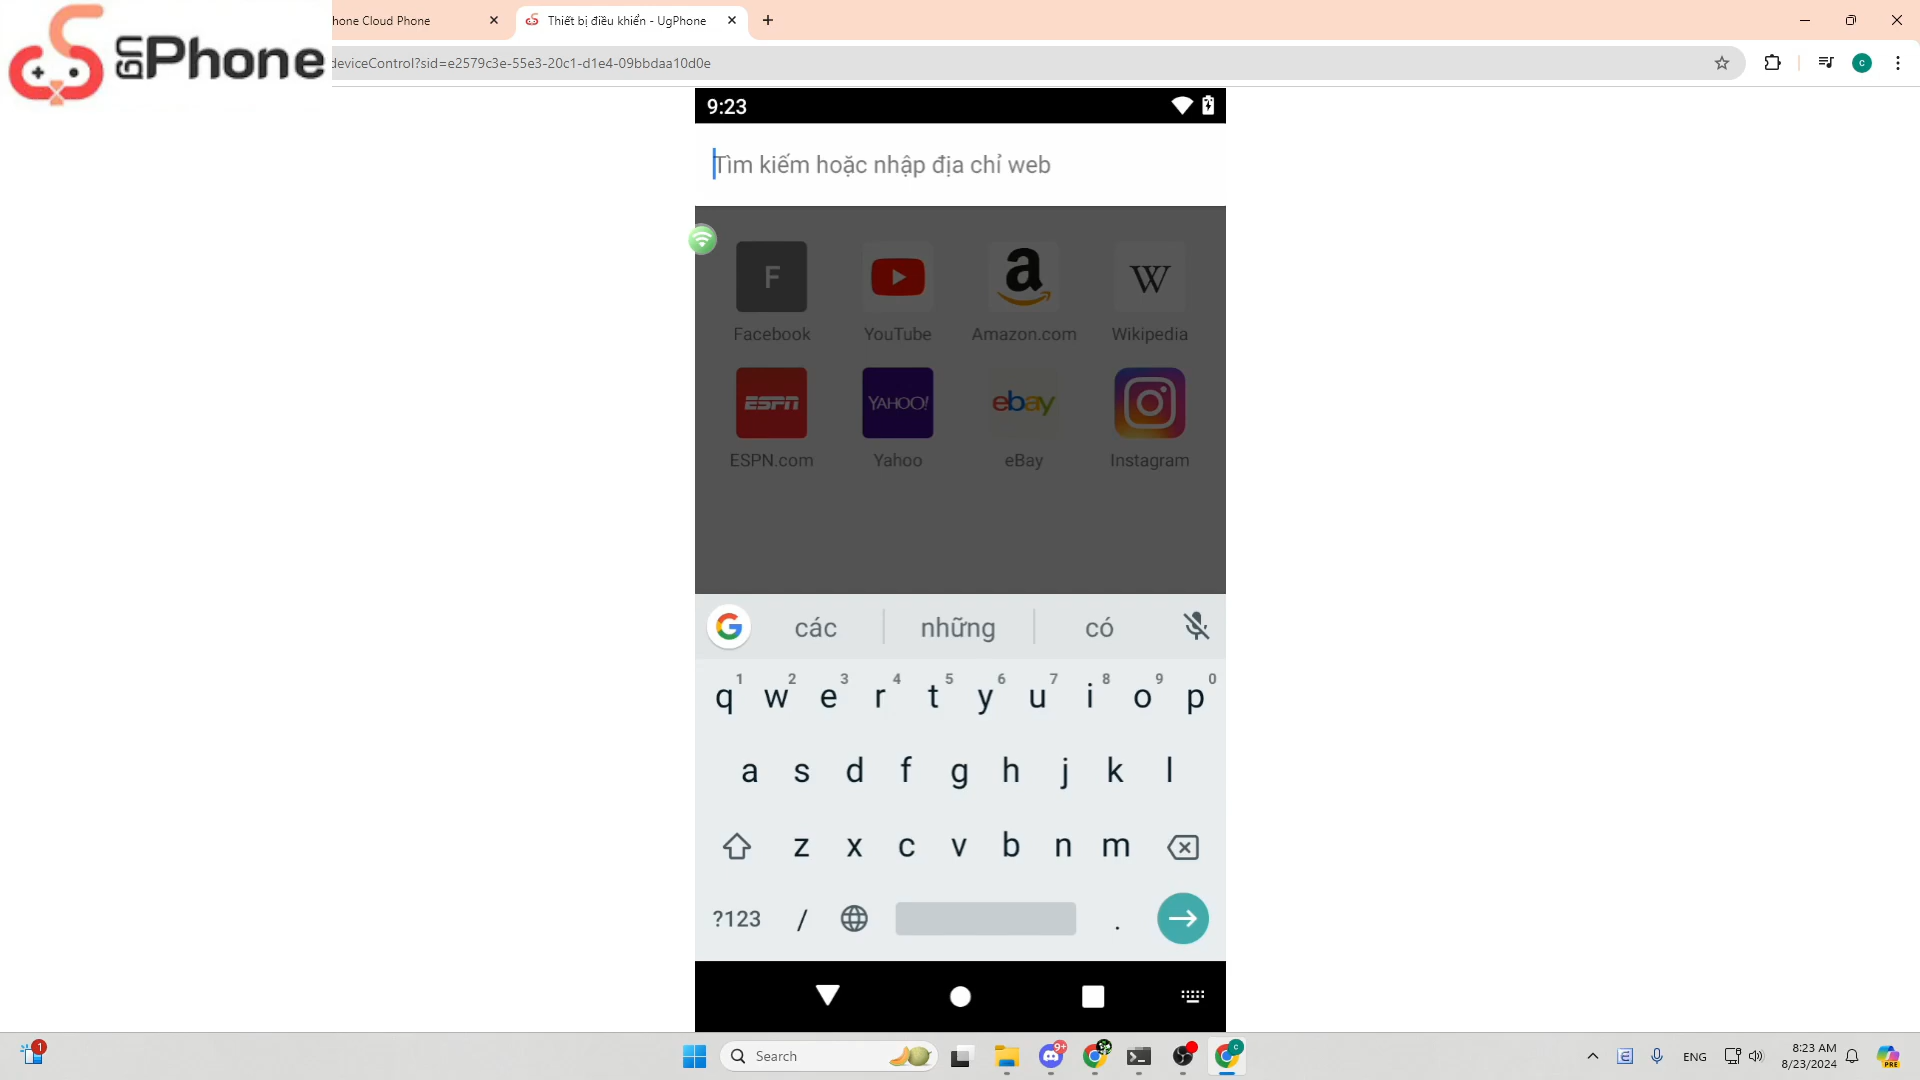 UgPhone
hone Cloud Phone
Thiết bị điều khiển - UgPhone
deviceControl?sid=e2579c3e-55e3-20c1-d1e4-09bbdaa10d0e
c
9:23
Tìm kiếm hoặc nhập địa chỉ web
F
a
W
Facebook
YouTube
Amazon.com
Wikipedia
ESPN
YAHOO!
ebay
ESPN.com
Yahoo
eBay
Instagram
G
các
những
có
1 2 3 4 5 6 7 8 9 0
q w e r t y u i o p
a s d f g h j k l
z x c v b n m
?123 / .
1
Search
9+
c
ENG
8:23 AM
8/23/2024
PRE